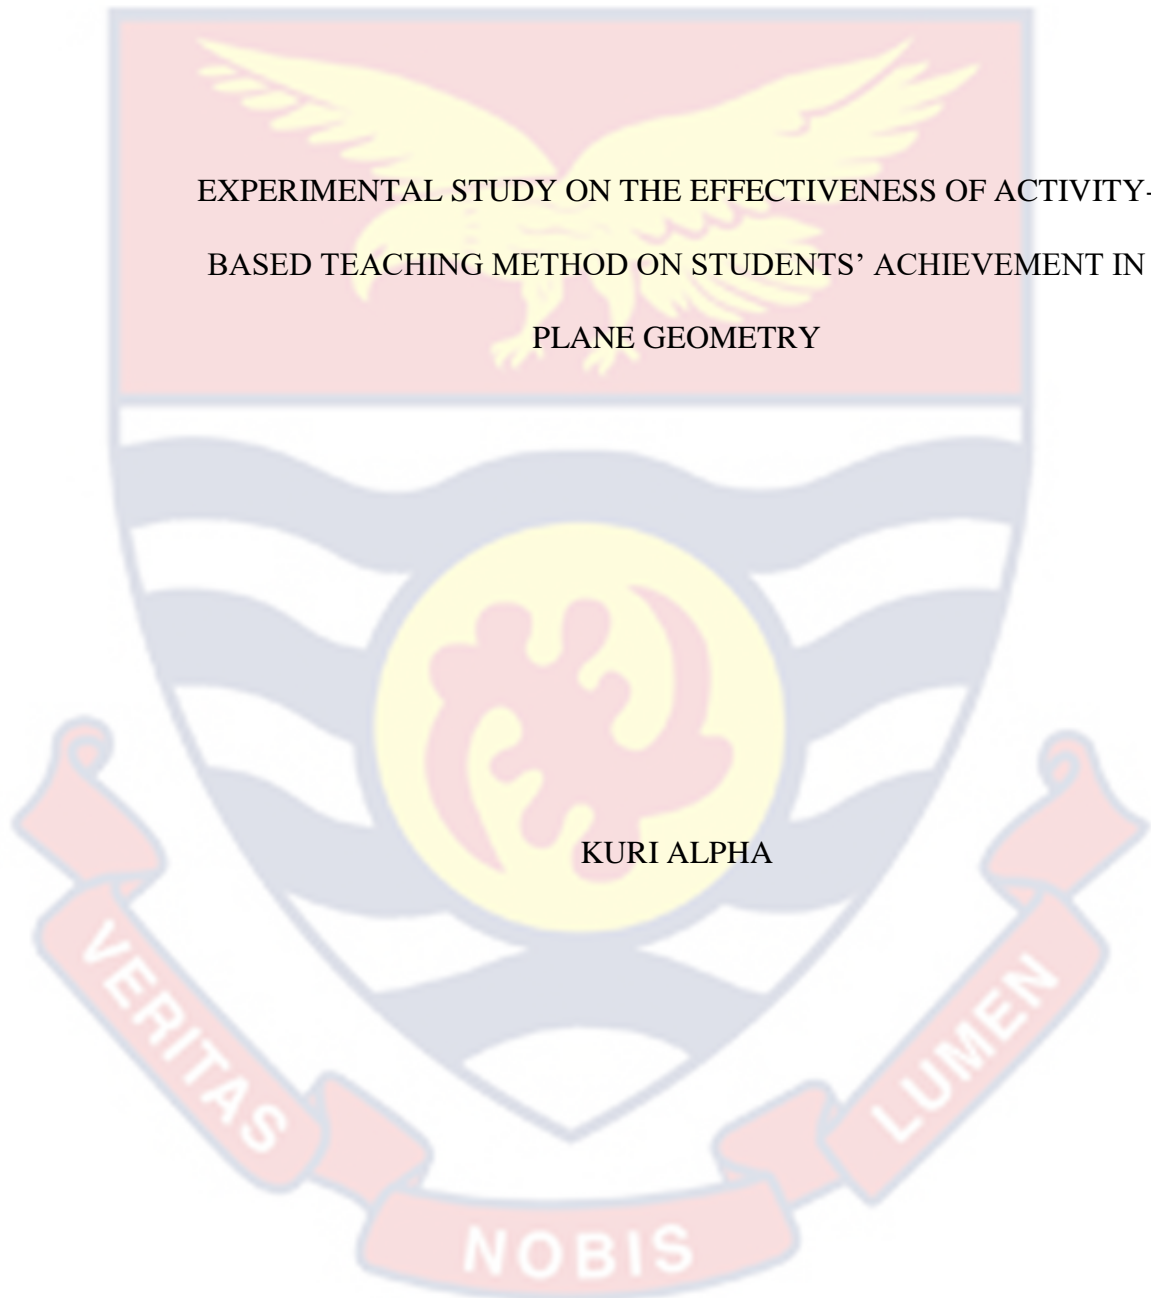 EXPERIMENTAL STUDY ON THE EFFECTIVENESS OF ACTIVITY-
BASED TEACHING METHOD ON STUDENTS’ ACHIEVEMENT IN
PLANE GEOMETRY
KURI ALPHA
VERITAS
NOBIS
LUMEN